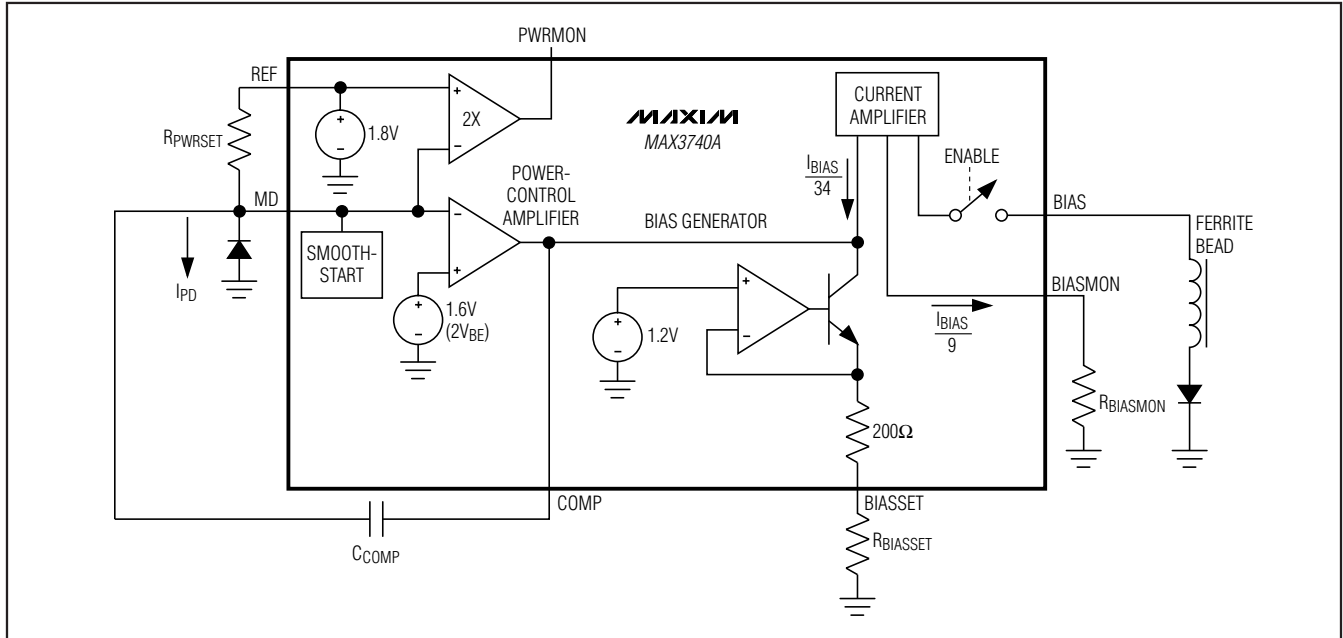 PWRMON
REF
+
−
2X
+
−
1.8V
MAXIM
MAX3740A
CURRENT
AMPLIFIER
RPWRSET
IBIAS
34
ENABLE
MD
POWER-
CONTROL
AMPLIFIER
−
+
BIAS GENERATOR
BIAS
SMOOTH-
START
FERRITE
BEAD
IPD
+
−
1.6V
(2VBE)
+
−
1.2V
+
−
BIASMON
IBIAS
9
RBIASMON
200Ω
COMP
BIASSET
CCOMP
RBIASSET